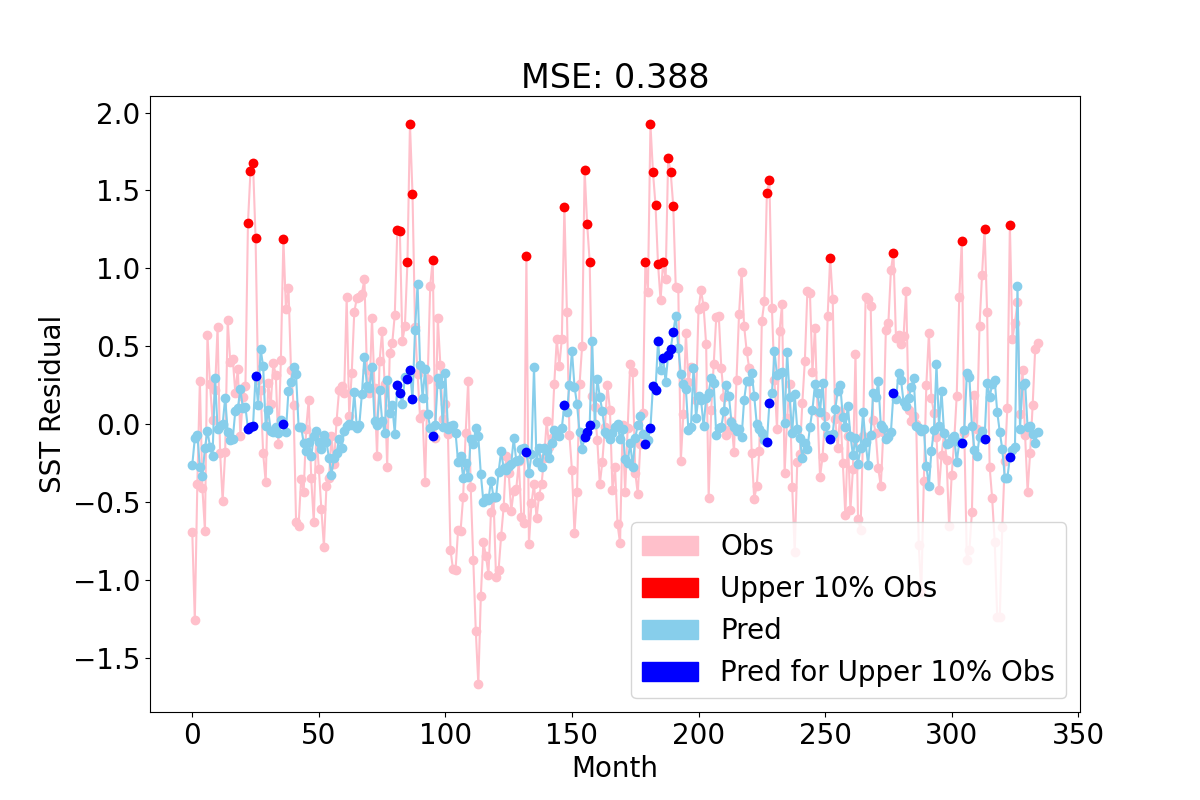 MSE: 0.388
2.0
1.5
1.0
0.5
0.0
−0.5
−1.0
−1.5
SST Residual
0 50 100 150 200 250 300 350
Month
Obs
Upper 10% Obs
Pred
Pred for Upper 10% Obs